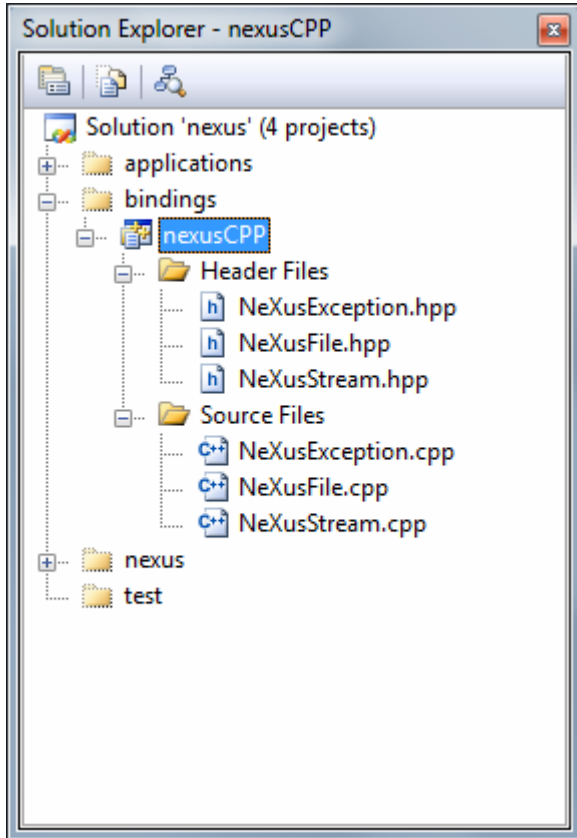 Solution Explorer - nexusCPP
Solution 'nexus' (4 projects)
applications
bindings
nexusCPP
Header Files
h NeXusException.hpp
h NeXusFile.hpp
h NeXusStream.hpp
Source Files
C++ NeXusException.cpp
C++ NeXusFile.cpp
C++ NeXusStream.cpp
nexus
test